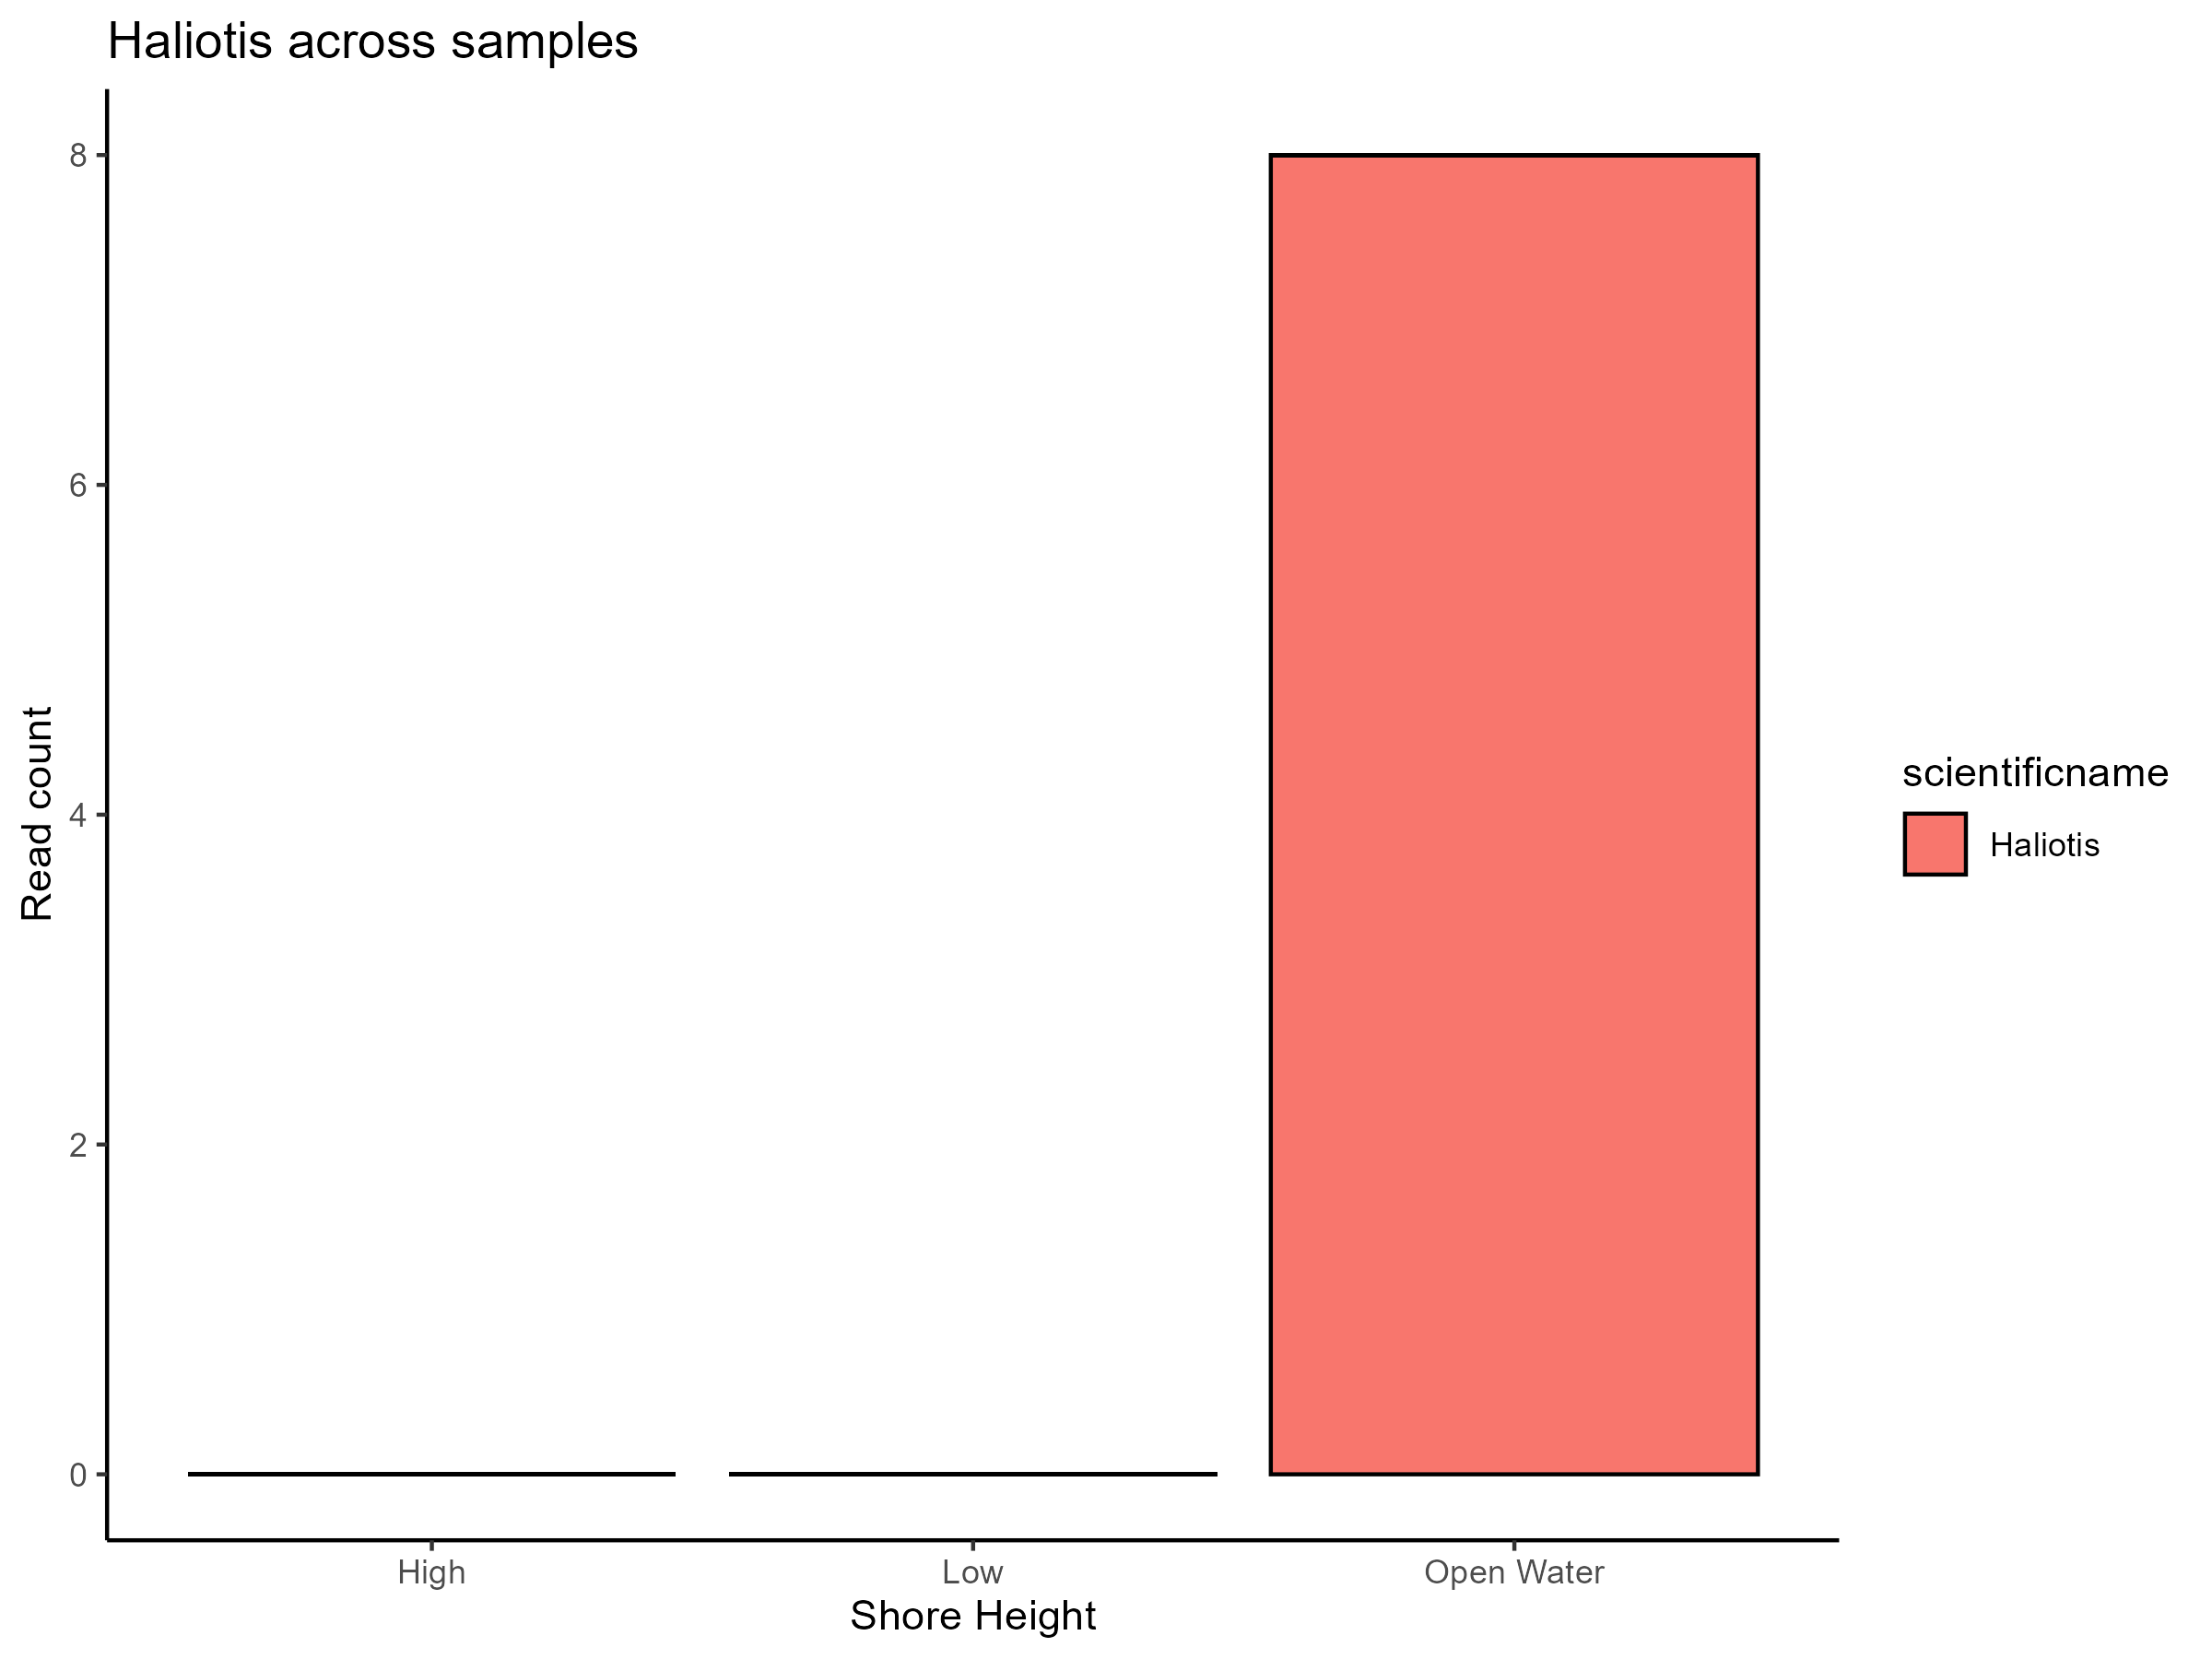 Haliotis across samples
8
6
4
2
0
Read count
High
Low
Open Water
Shore Height
scientificname
Haliotis